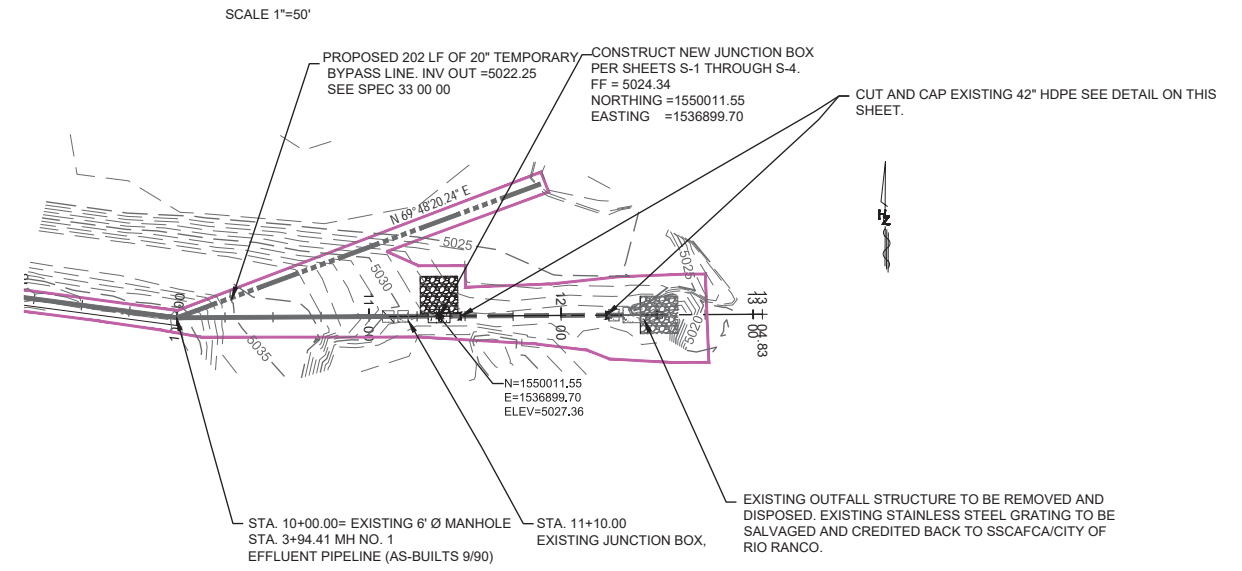 SCALE 1"=50'
PROPOSED 202 LF OF 20" TEMPORARY
BYPASS LINE. INV OUT =5022.25
SEE SPEC 33 00 00
CONSTRUCT NEW JUNCTION BOX
PER SHEETS S-1 THROUGH S-4.
FF = 5024.34
NORTHING =1550011.55
EASTING =1536899.70
CUT AND CAP EXISTING 42" HDPE SEE DETAIL ON THIS
SHEET.
N 69°48'20.24" E
5025
5030
5025
5035
5020
11+00
12+00
13+00
13+04.83
N=1550011.55
E=1536899.70
ELEV=5027.36
STA. 10+00.00= EXISTING 6' Ø MANHOLE
STA. 3+94.41 MH NO. 1
EFFLUENT PIPELINE (AS-BUILTS 9/90)
STA. 11+10.00
EXISTING JUNCTION BOX,
EXISTING OUTFALL STRUCTURE TO BE REMOVED AND
DISPOSED. EXISTING STAINLESS STEEL GRATING TO BE
SALVAGED AND CREDITED BACK TO SSCAFCA/CITY OF
RIO RANCO.